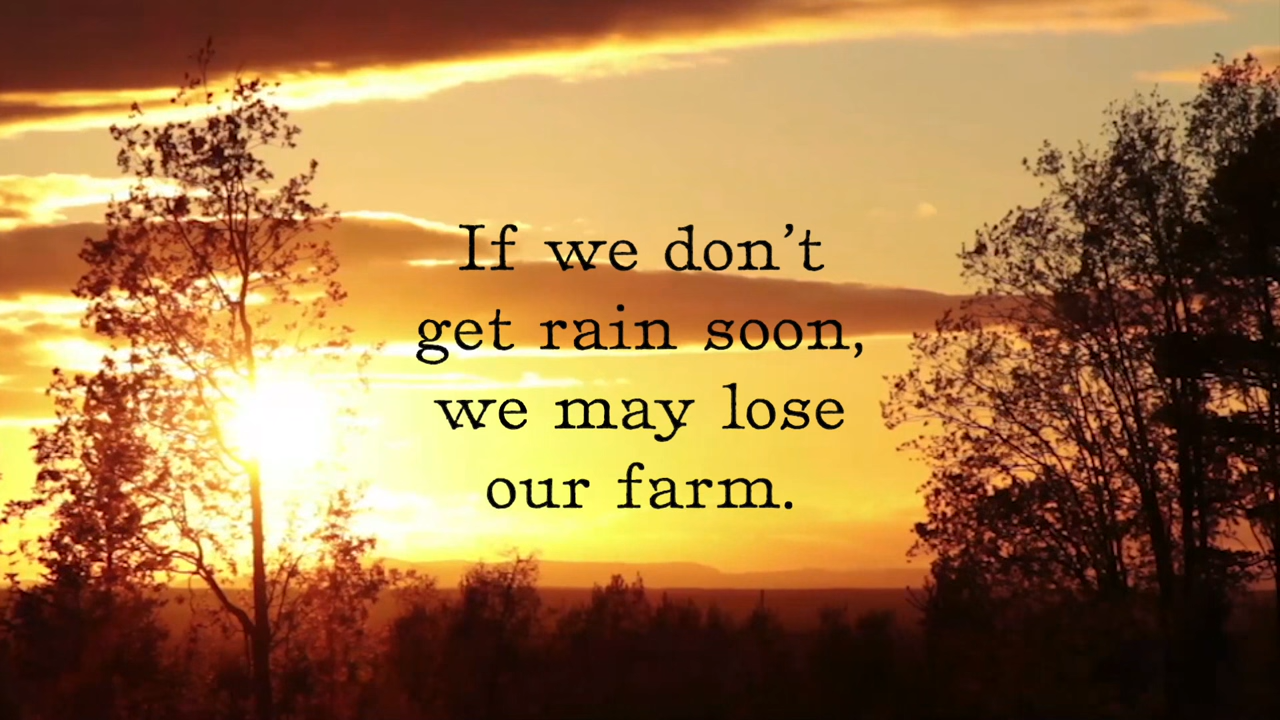 If we don’t
get rain soon,
we may lose
our farm.